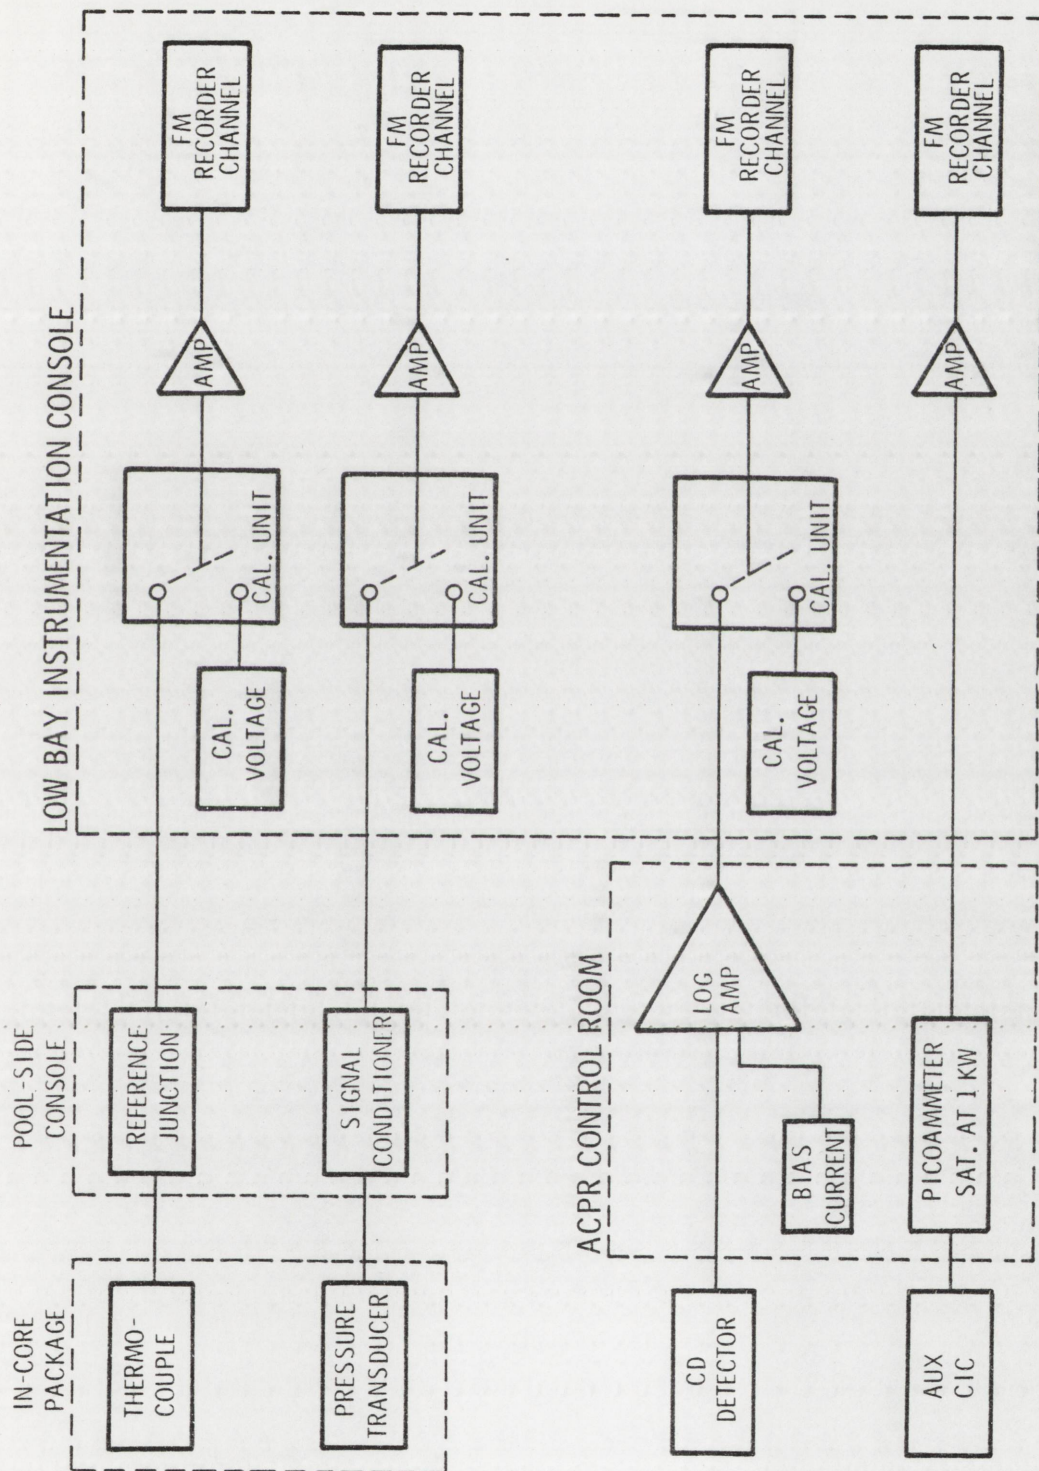 IN-CORE
PACKAGE
POOL-SIDE
CONSOLE
LOW BAY INSTRUMENTATION CONSOLE
THERMO-
COUPLE
REFERENCE
JUNCTION
CAL.
VOLTAGE
CAL. UNIT
AMP
FM
RECORDER
CHANNEL
PRESSURE
TRANSDUCER
SIGNAL
CONDITIONER
CAL.
VOLTAGE
CAL. UNIT
AMP
FM
RECORDER
CHANNEL
ACPR CONTROL ROOM
CD
DETECTOR
LOG
AMP
BIAS
CURRENT
CAL.
VOLTAGE
CAL. UNIT
AMP
FM
RECORDER
CHANNEL
AUX
CIC
PICOAMMETER
SAT. AT 1 KW
AMP
FM
RECORDER
CHANNEL